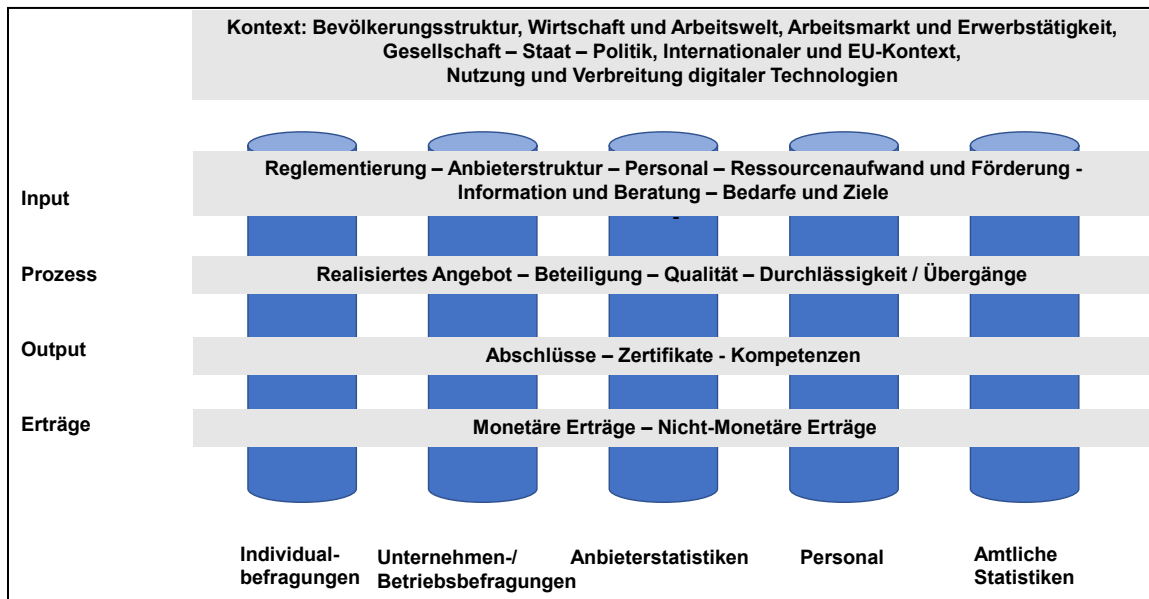 Kontext: Bevölkerungsstruktur, Wirtschaft und Arbeitswelt, Arbeitsmarkt und Erwerbstätigkeit,
Gesellschaft – Staat – Politik, Internationaler und EU-Kontext,
Nutzung und Verbreitung digitaler Technologien
Input
Reglementierung – Anbieterstruktur – Personal – Ressourcenaufwand und Förderung -
Information und Beratung – Bedarfe und Ziele
-
Prozess
Realisiertes Angebot – Beteiligung – Qualität – Durchlässigkeit / Übergänge
Output
Abschlüsse – Zertifikate - Kompetenzen
Erträge
Monetäre Erträge – Nicht-Monetäre Erträge
Individual-
befragungen
Unternehmen-/
Betriebsbefragungen
Anbieterstatistiken
Personal
Amtliche
Statistiken